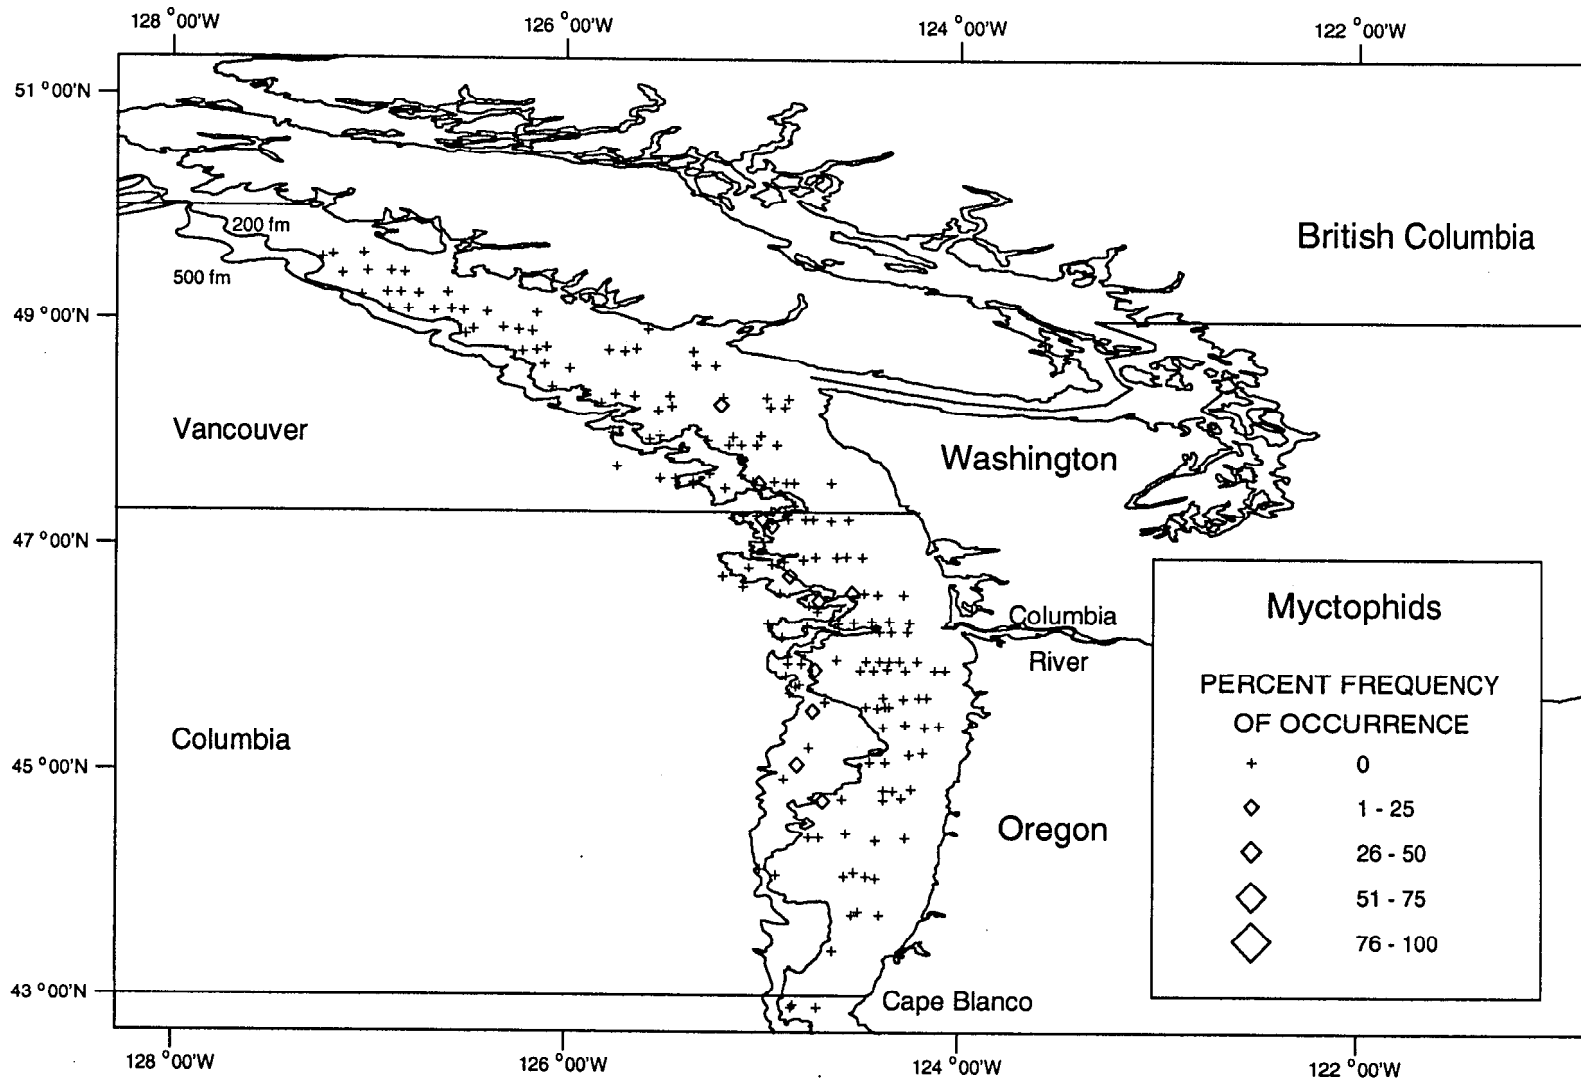 128 °00'W
126 °00'W
124 °00'W
122 °00'W
51 °00'N
49 °00'N
47 °00'N
45 °00'N
43 °00'N
200 fm
500 fm
British Columbia
Vancouver
Washington
Columbia
River
Columbia
Oregon
Cape Blanco
Myctophids
PERCENT FREQUENCY
OF OCCURRENCE
0
1 - 25
26 - 50
51 - 75
76 - 100
128 °00'W
126 °00'W
124 °00'W
122 °00'W